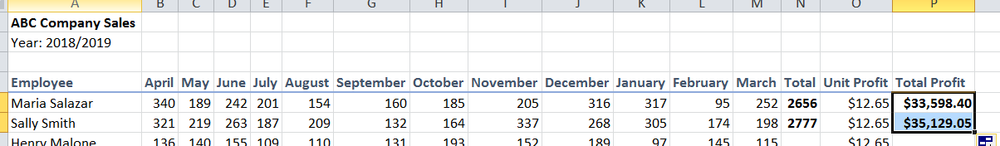 A B C D E F G H I J K L M N O P
ABC Company Sales
Year: 2018/2019
Employee April May June July August September October November December January February March Total Unit Profit Total Profit
Maria Salazar 340 189 242 201 154 160 185 205 316 317 95 252 2656 $12.65 $33,598.40
Sally Smith 321 219 263 187 209 132 164 337 268 305 174 198 2777 $12.65 $35,129.05
Henry Malone 136 140 155 109 110 131 193 152 189 97 145 115 $12.65